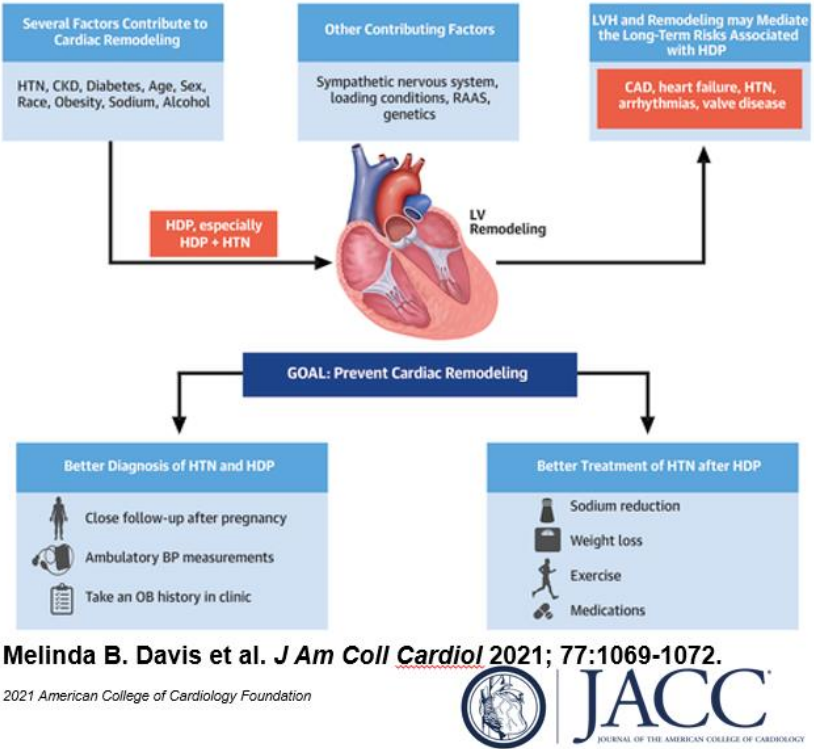 Several Factors Contribute to
Cardiac Remodeling
HTN, CKD, Diabetes, Age, Sex,
Race, Obesity, Sodium, Alcohol
Other Contributing Factors
Sympathetic nervous system,
loading conditions, RAAS,
genetics
LVH and Remodeling may Mediate
the Long-Term Risks Associated
with HDP
CAD, heart failure, HTN,
arrhythmias, valve disease
HDP, especially
HDP + HTN
LV
Remodeling
GOAL: Prevent Cardiac Remodeling
Better Diagnosis of HTN and HDP
Close follow-up after pregnancy
Ambulatory BP measurements
Take an OB history in clinic
Better Treatment of HTN after HDP
Sodium reduction
Weight loss
Exercise
Medications
Melinda B. Davis et al. J Am Coll Cardiol 2021; 77:1069-1072.
2021 American College of Cardiology Foundation
JACC
JOURNAL OF THE AMERICAN COLLEGE OF CARDIOLOGY